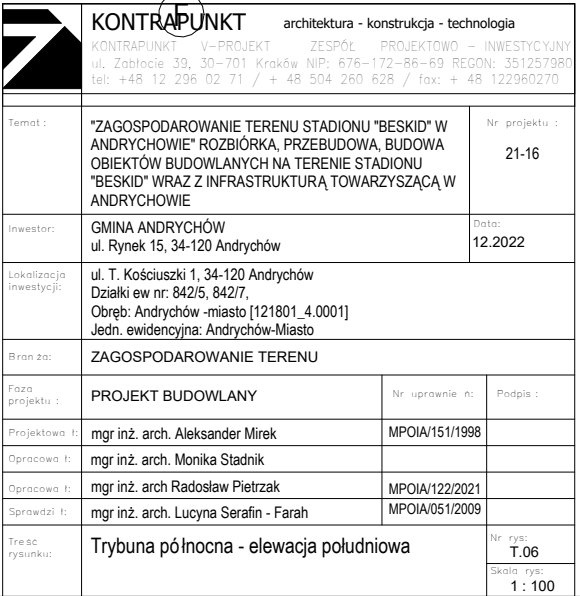 F
KONTRAPUNKT architektura - konstrukcja - technologia
KONTRAPUNKT V-PROJEKT ZESPÓŁ PROJEKTOWO - INWESTYCYJNY
ul. Zabłocie 39, 30-701 Kraków NIP: 676-172-86-69 REGON: 351257980
tel: +48 12 296 02 71 / + 48 504 260 628 / fax: + 48 122960270
Temat: "ZAGOSPODAROWANIE TERENU STADIONU "BESKID" W Nr projektu :
ANDRYCHOWIE" ROZBIÓRKA, PRZEBUDOWA, BUDOWA
OBIEKTÓW BUDOWLANYCH NA TERENIE STADIONU 21-16
"BESKID" WRAZ Z INFRASTRUKTURĄ TOWARZYSZĄCĄ W
ANDRYCHOWIE
Inwestor: GMINA ANDRYCHÓW Data:
ul. Rynek 15, 34-120 Andrychów 12.2022
Lokalizacja ul. T. Kościuszki 1, 34-120 Andrychów
inwestycji: Działki ew nr: 842/5, 842/7,
Obręb: Andrychów -miasto [121801_4.0001]
Jedn. ewidencyjna: Andrychów-Miasto
Bran ża: ZAGOSPODAROWANIE TERENU
Faza
projektu : PROJEKT BUDOWLANY Nr uprawnie ń: Podpis :
Projektowa ł: mgr inż. arch. Aleksander Mirek MPOIA/151/1998
Opracowa ł: mgr inż. arch. Monika Stadnik
Opracowa ł: mgr inż. arch Radosław Pietrzak MPOIA/122/2021
Sprawdzi ł: mgr inż. arch. Lucyna Serafin - Farah MPOIA/051/2009
Treść Trybuna północna - elewacja południowa Nr rys:
rysunku: T.06
Skala rys:
1 : 100